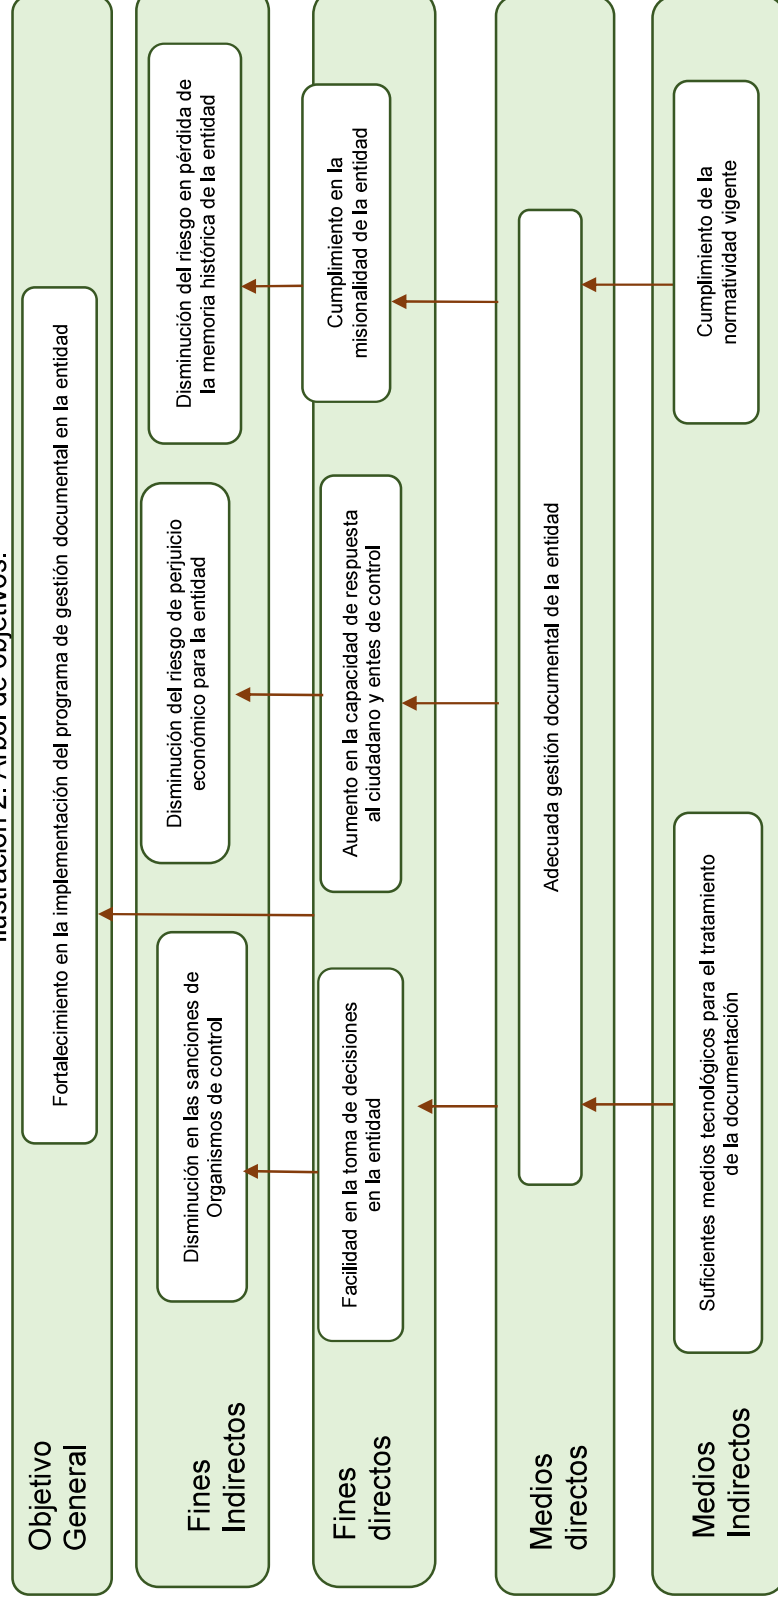 Ilustración 2. Árbol de objetivos.
Objetivo
General
Fortalecimiento en la implementación del programa de gestión documental en la entidad
Fines
Indirectos
Disminución en las sanciones de
Organismos de control
Disminución del riesgo de perjuicio
económico para la entidad
Disminución del riesgo en pérdida de
la memoria histórica de la entidad
Fines
directos
Facilidad en la toma de decisiones
en la entidad
Aumento en la capacidad de respuesta
al ciudadano y entes de control
Cumplimiento en la
misionalidad de la entidad
Medios
directos
Adecuada gestión documental de la entidad
Medios
Indirectos
Suficientes medios tecnológicos para el tratamiento
de la documentación
Cumplimiento de la
normatividad vigente